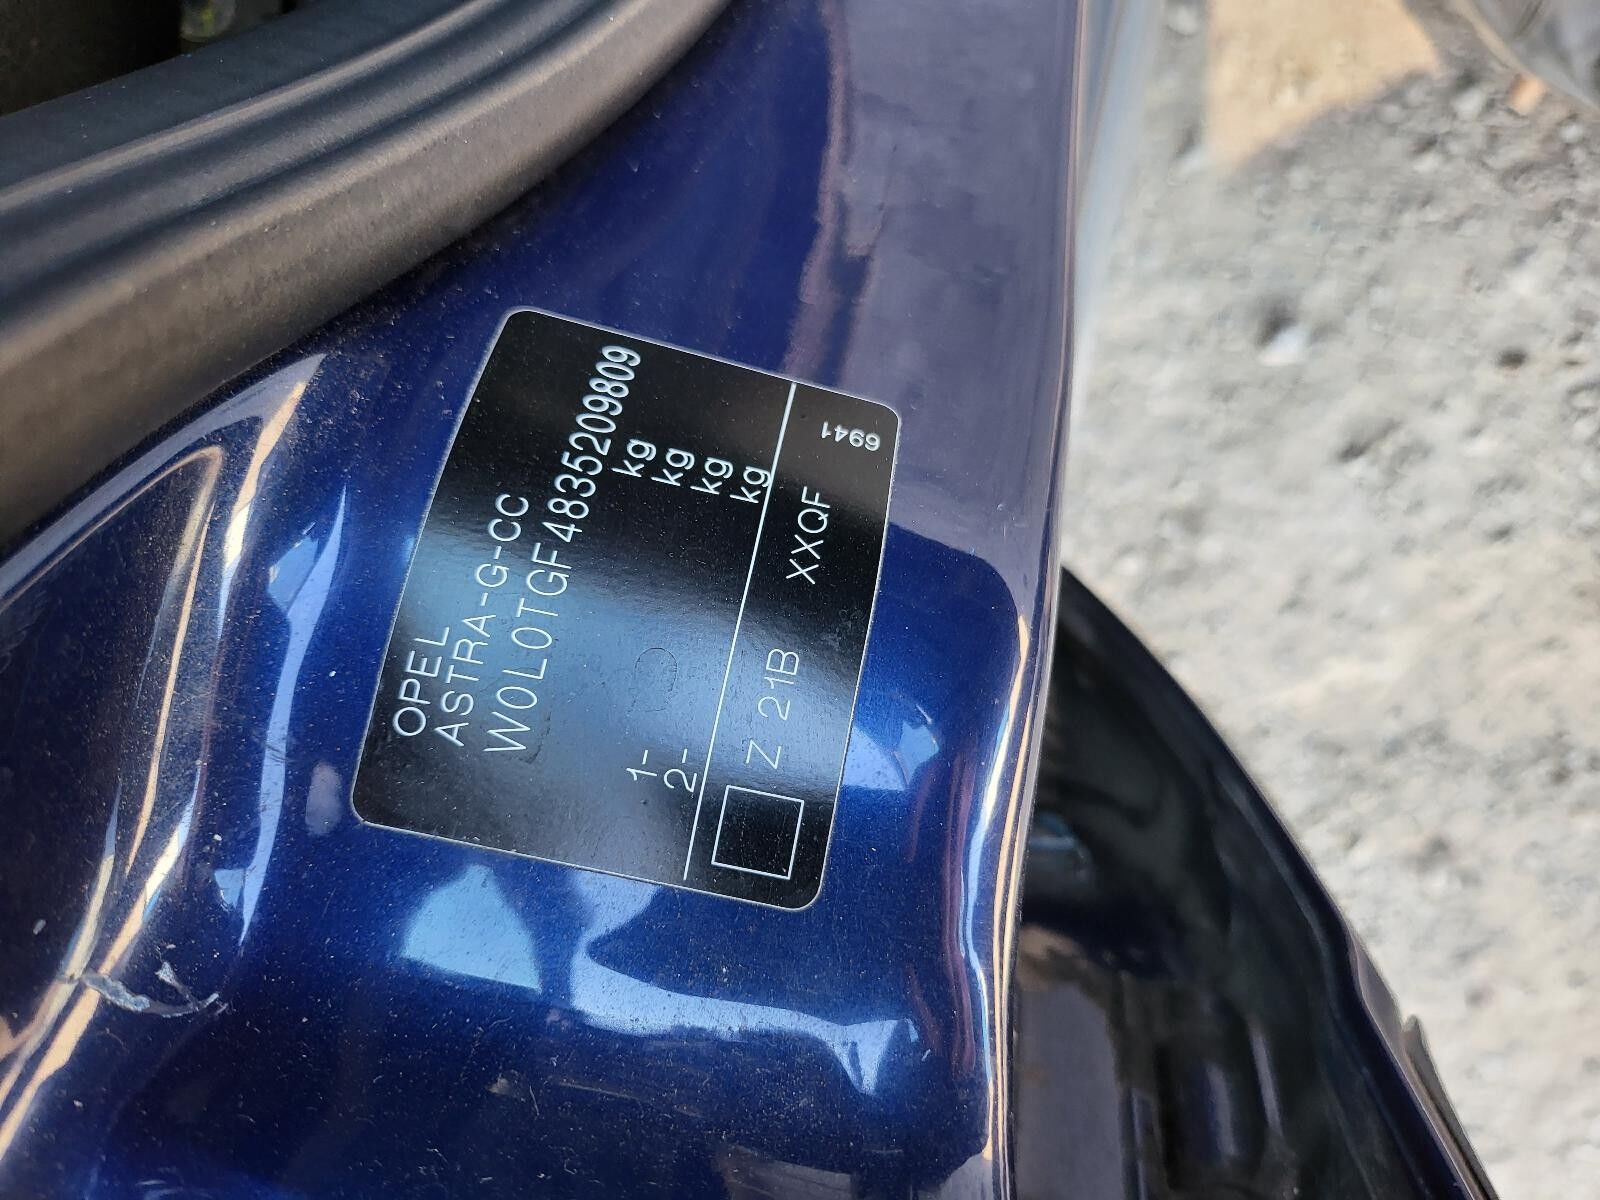 OPEL
ASTRA-G-CC
W0L0TGF4835209809
kg
kg
1- kg
2- kg
Z 21B XXQF
6941